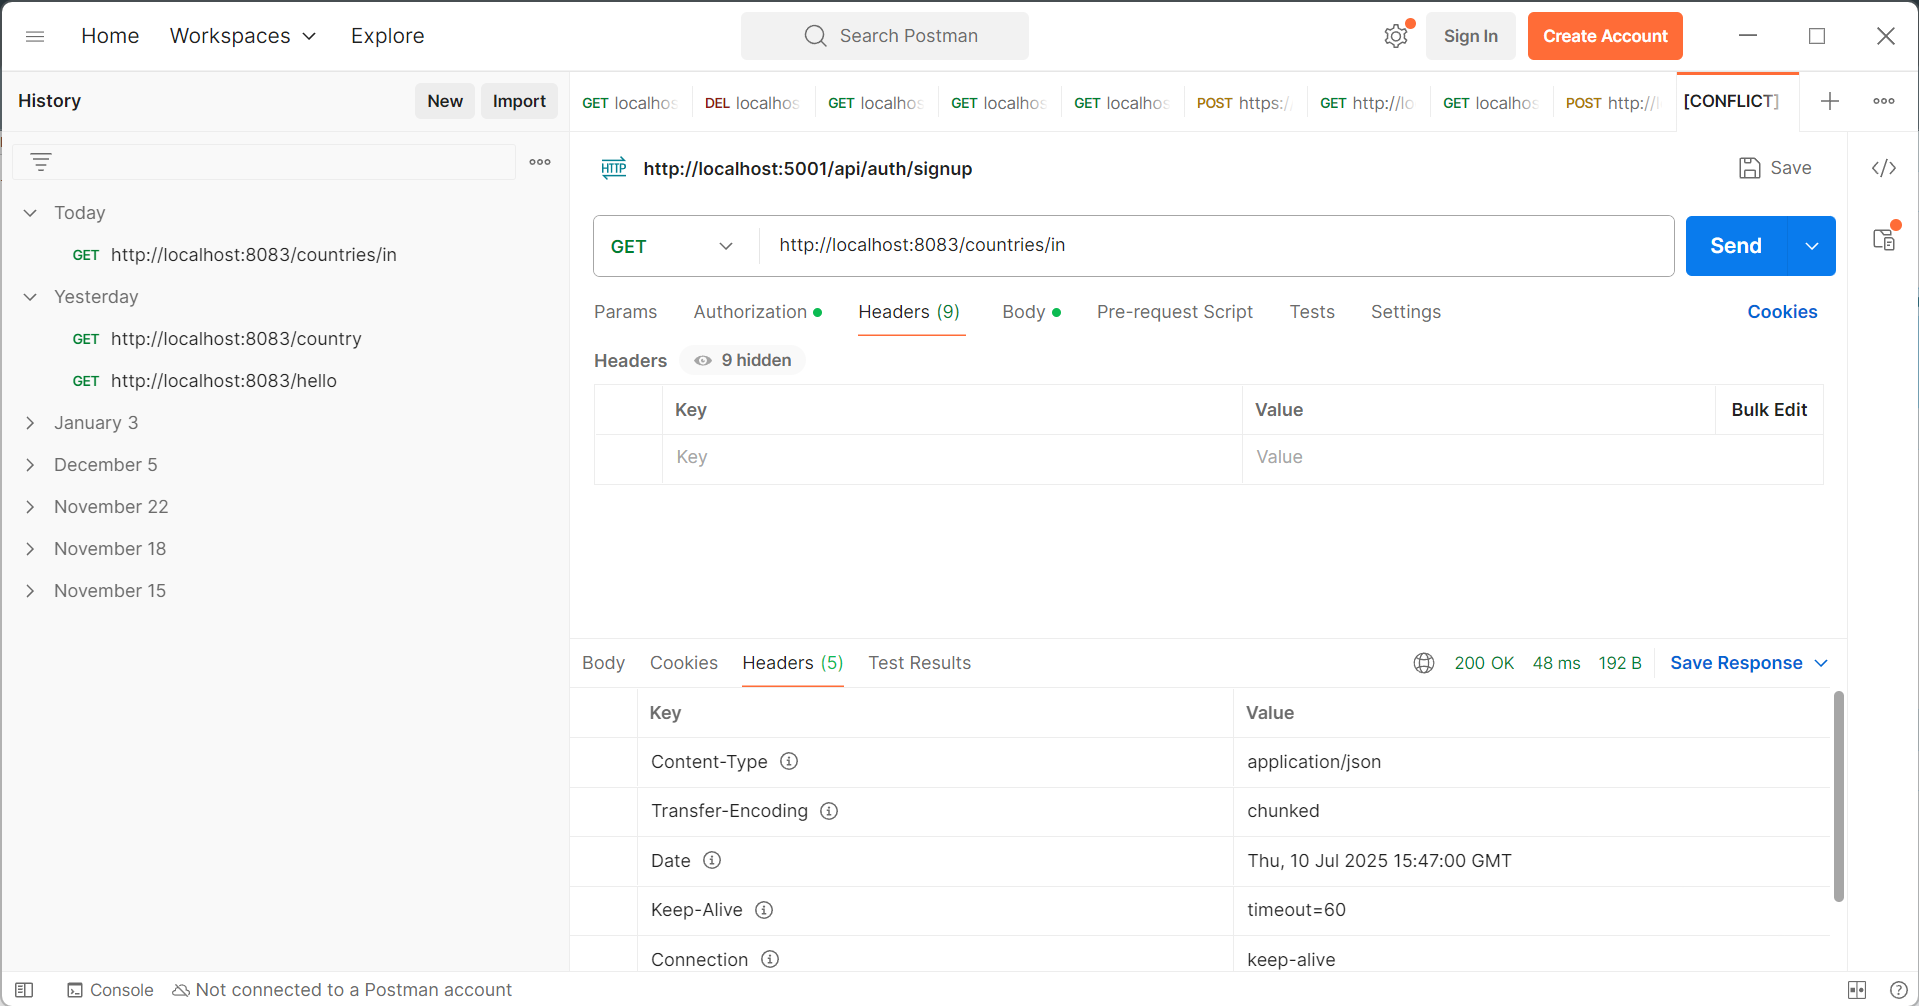 Home Workspaces Explore Search Postman Sign In Create Account
History New Import
GET localhos DEL localhos GET localhos GET localhos GET localhos POST https:/ GET http://lo GET localhos POST http://l [CONFLICT]
HTTP http://localhost:5001/api/auth/signup Save
Today
GET http://localhost:8083/countries/in
Yesterday
GET http://localhost:8083/country
GET http://localhost:8083/hello
January 3
December 5
November 22
November 18
November 15
GET http://localhost:8083/countries/in Send
Params Authorization Headers (9) Body Pre-request Script Tests Settings Cookies
Headers 9 hidden
Key Value Bulk Edit
Key Value
Body Cookies Headers (5) Test Results 200 OK 48 ms 192 B Save Response
Key Value
Content-Type application/json
Transfer-Encoding chunked
Date Thu, 10 Jul 2025 15:47:00 GMT
Keep-Alive timeout=60
Connection keep-alive
Console Not connected to a Postman account